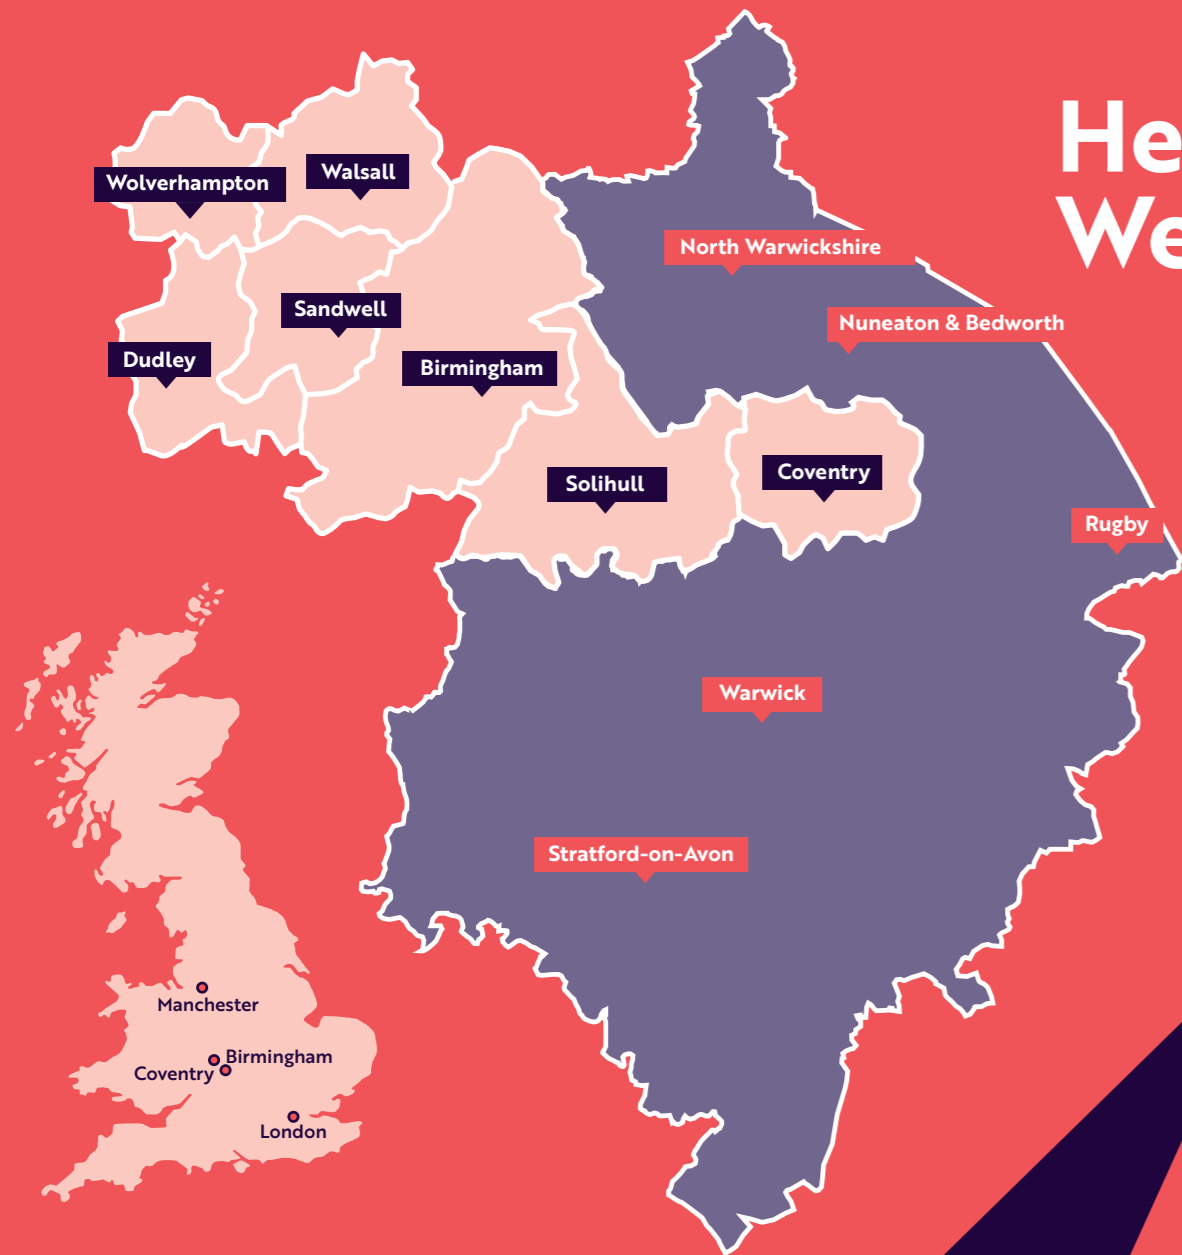 He
We
Wolverhampton
Walsall
North Warwickshire
Sandwell
Nuneaton & Bedworth
Dudley
Birmingham
Solihull
Coventry
Rugby
Warwick
Stratford-on-Avon
Manchester
Birmingham
Coventry
London